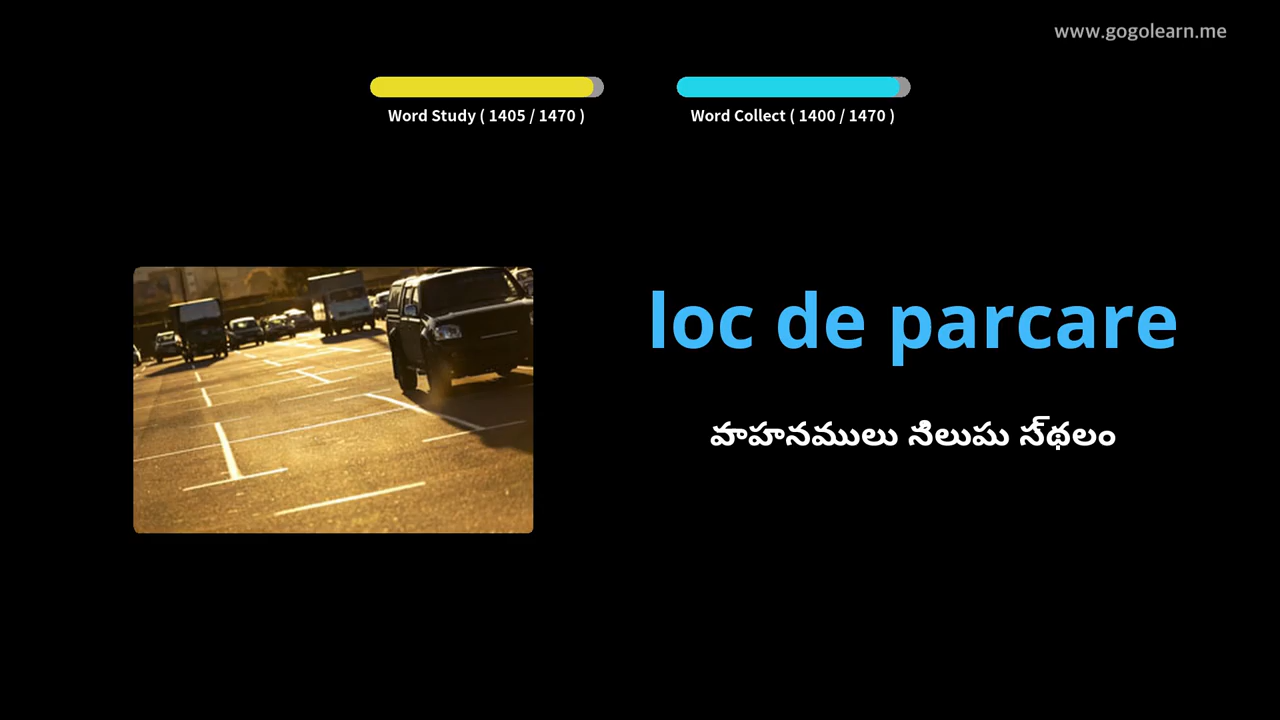 www.gogolearn.me
Word Study ( 1405 / 1470 )
Word Collect ( 1400 / 1470 )
loc de parcare
వాహనములు నిలుపు స్థలం